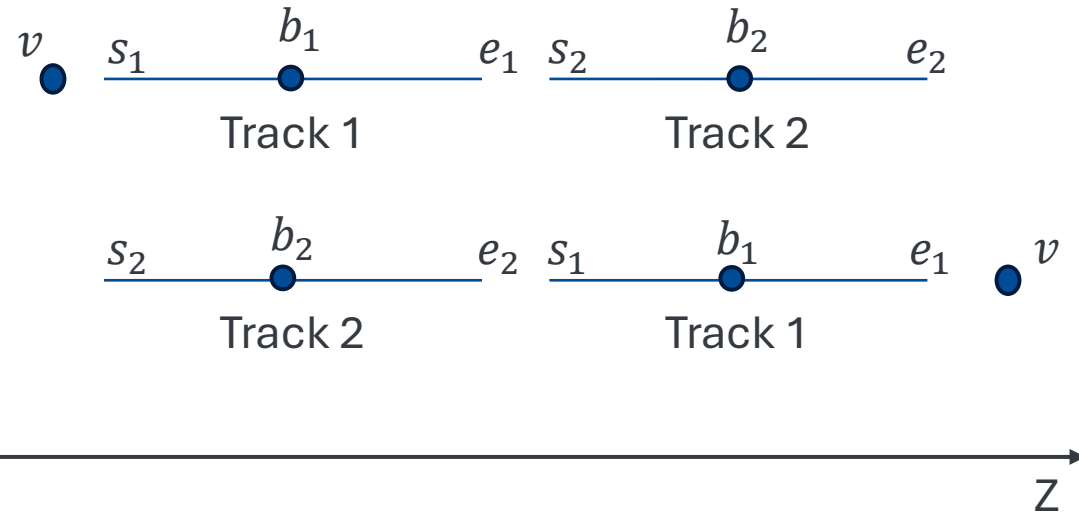 v s₁ b₁ e₁ s₂ b₂ e₂
Track 1 Track 2
s₂ b₂ e₂ s₁ b₁ e₁ v
Track 2 Track 1
Z